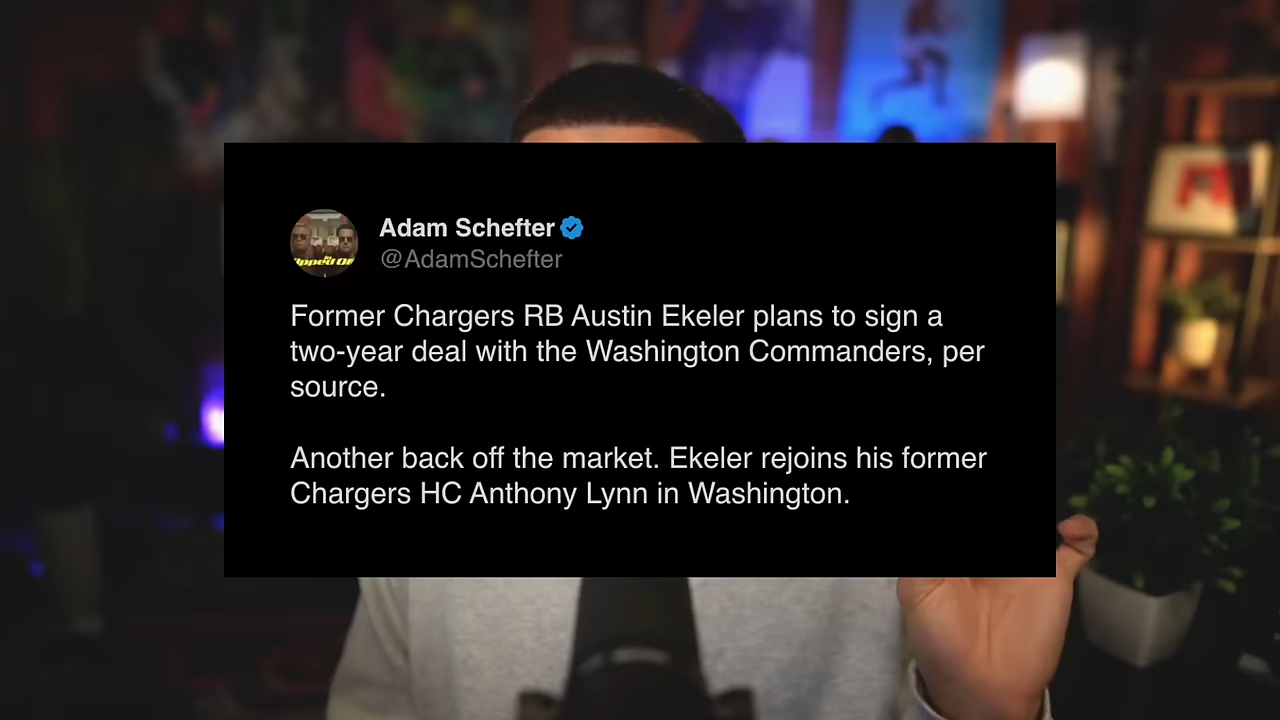 Adam Schefter
@AdamSchefter
Former Chargers RB Austin Ekeler plans to sign a
two-year deal with the Washington Commanders, per
source.
Another back off the market. Ekeler rejoins his former
Chargers HC Anthony Lynn in Washington.